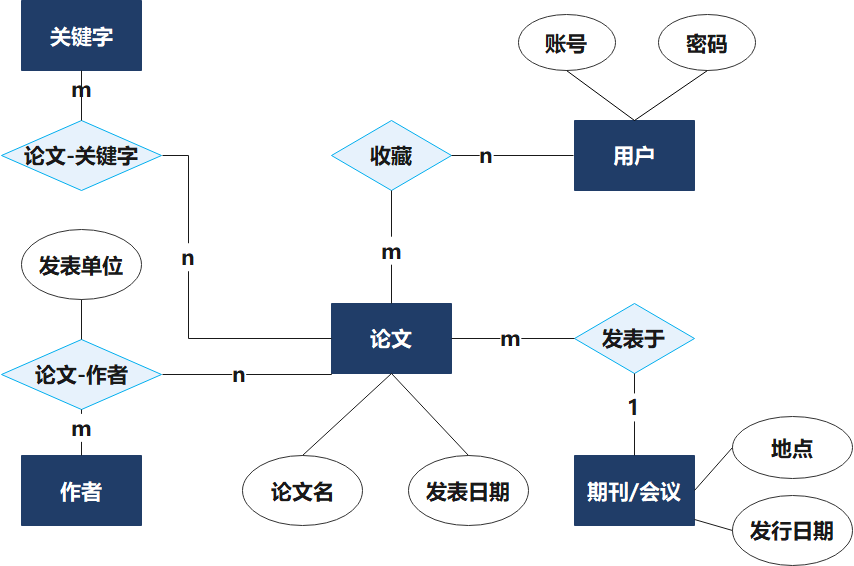 关键字
账号
密码
m
论文-关键字
收藏
n
用户
m
n
发表单位
论文
m
发表于
论文-作者
n
1
m
地点
作者
论文名
发表日期
期刊/会议
发行日期